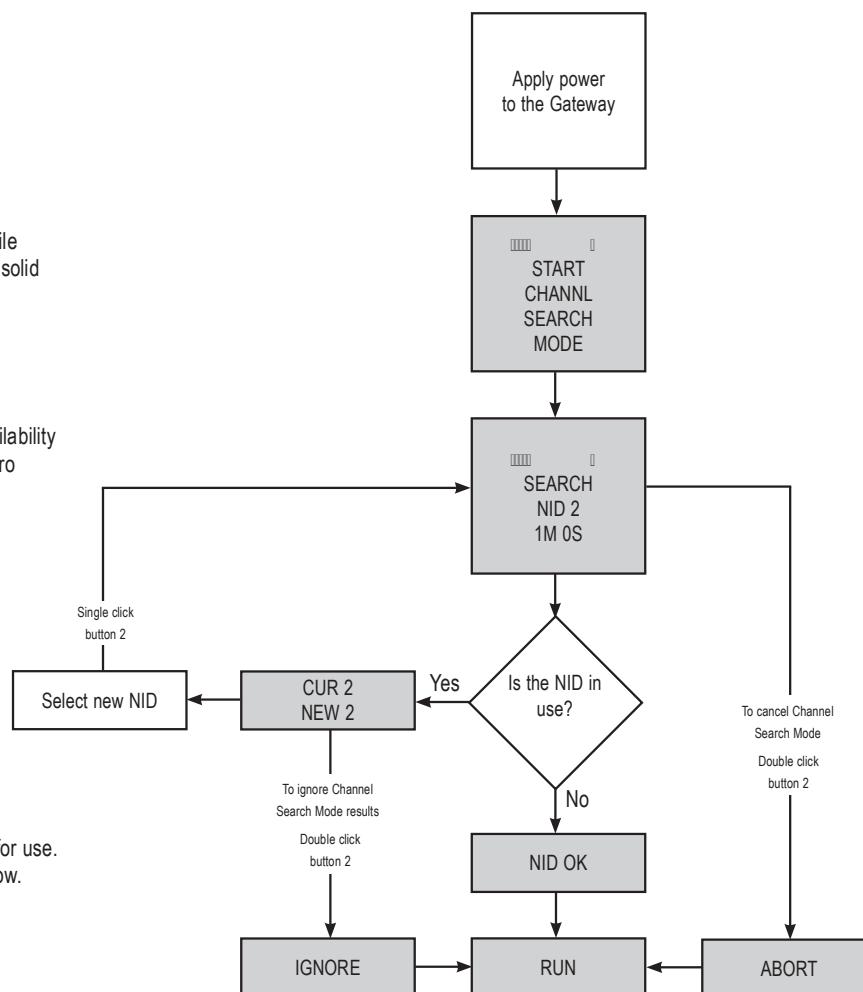 Apply power
to the Gateway
ile
solid
START
CHANNL
SEARCH
MODE
ilability
ro
SEARCH
NID 2
1M 0S
Single click
button 2
Select new NID
CUR 2
NEW 2
Yes
Is the NID in
use?
To cancel Channel
Search Mode
Double click
button 2
To ignore Channel
Search Mode results
Double click
button 2
No
for use.
ow.
NID OK
IGNORE
RUN
ABORT